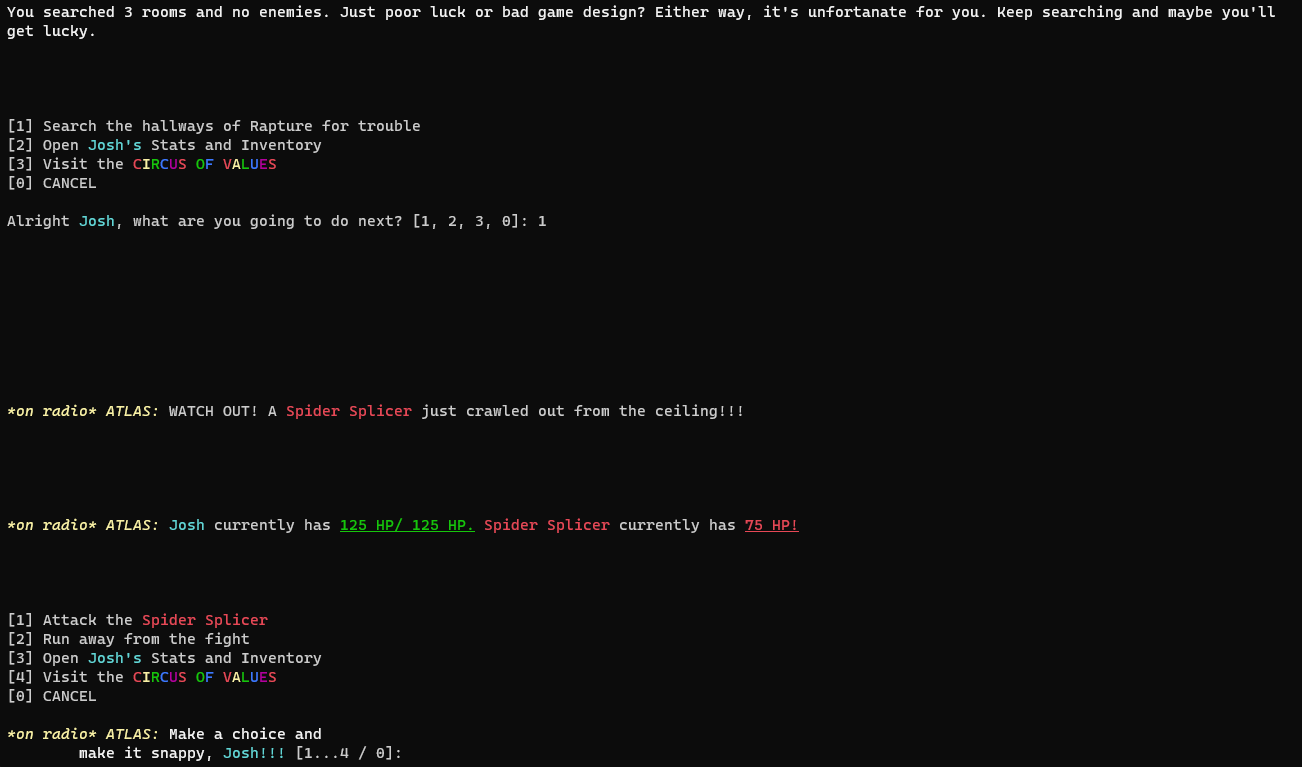 You searched 3 rooms and no enemies. Just poor luck or bad game design? Either way, it's unfortanate for you. Keep searching and maybe you'll
get lucky.
[1] Search the hallways of Rapture for trouble
[2] Open Josh's Stats and Inventory
[3] Visit the CIRCUS OF VALUES
[0] CANCEL
Alright Josh, what are you going to do next? [1, 2, 3, 0]: 1
*on radio* ATLAS: WATCH OUT! A Spider Splicer just crawled out from the ceiling!!!
*on radio* ATLAS: Josh currently has 125 HP/ 125 HP. Spider Splicer currently has 75 HP!
[1] Attack the Spider Splicer
[2] Run away from the fight
[3] Open Josh's Stats and Inventory
[4] Visit the CIRCUS OF VALUES
[0] CANCEL
*on radio* ATLAS: Make a choice and
make it snappy, Josh!!! [1...4 / 0]: